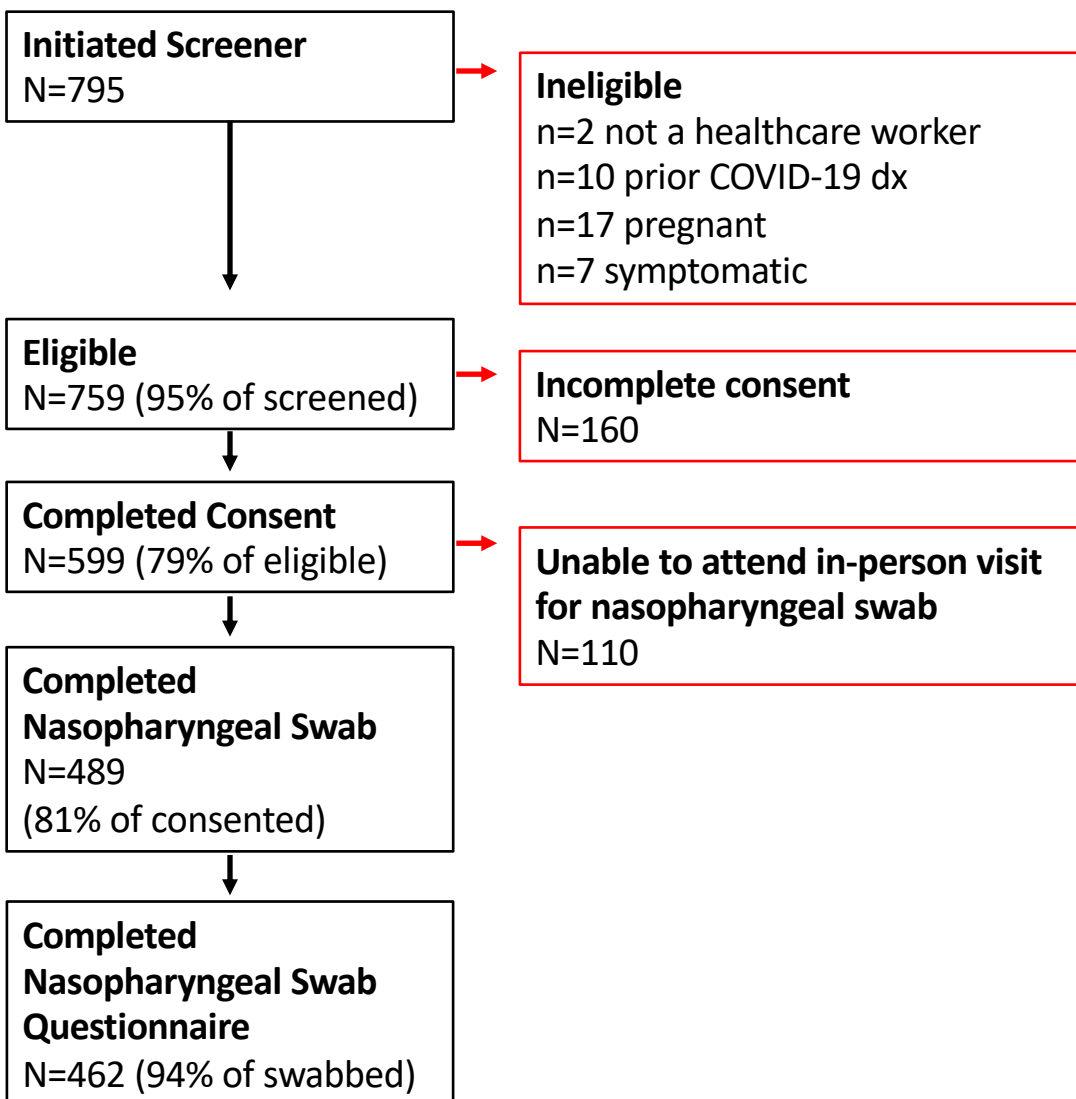 Initiated Screener
N=795
Ineligible
n=2 not a healthcare worker
n=10 prior COVID-19 dx
n=17 pregnant
n=7 symptomatic
Eligible
N=759 (95% of screened)
Incomplete consent
N=160
Completed Consent
N=599 (79% of eligible)
Unable to attend in-person visit
for nasopharyngeal swab
N=110
Completed
Nasopharyngeal Swab
N=489
(81% of consented)
Completed
Nasopharyngeal Swab
Questionnaire
N=462 (94% of swabbed)